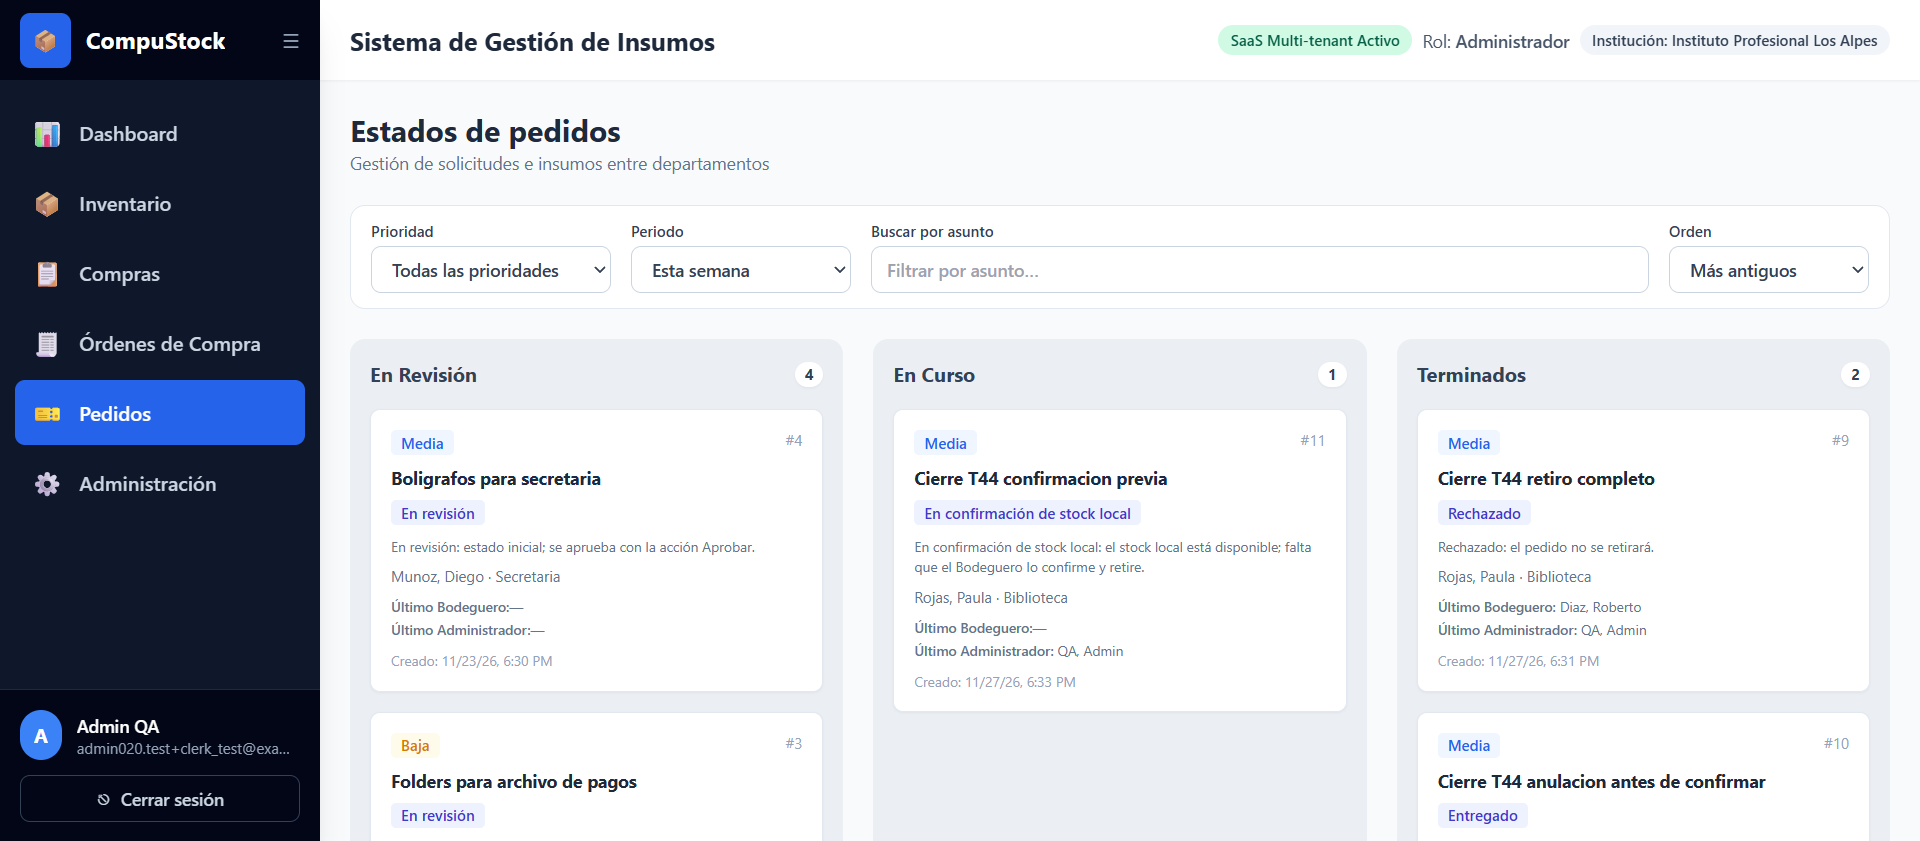 CompuStock
Dashboard
Inventario
Compras
Órdenes de Compra
Pedidos
Administración
A
Admin QA
admin020.test+clerk_test@exa...
Cerrar sesión
Sistema de Gestión de Insumos
SaaS Multi-tenant Activo
Rol: Administrador
Institución: Instituto Profesional Los Alpes
Estados de pedidos
Gestión de solicitudes e insumos entre departamentos
Prioridad
Todas las prioridades
Periodo
Esta semana
Buscar por asunto
Filtrar por asunto...
Orden
Más antiguos
En Revisión
4
Media
#4
Boligrafos para secretaria
En revisión
En revisión: estado inicial; se aprueba con la acción Aprobar.
Munoz, Diego · Secretaria
Último Bodeguero:—
Último Administrador:—
Creado: 11/23/26, 6:30 PM
Baja
#3
Folders para archivo de pagos
En revisión
En Curso
1
Media
#11
Cierre T44 confirmacion previa
En confirmación de stock local
En confirmación de stock local: el stock local está disponible; falta
que el Bodeguero lo confirme y retire.
Rojas, Paula · Biblioteca
Último Bodeguero:—
Último Administrador: QA, Admin
Creado: 11/27/26, 6:33 PM
Terminados
2
Media
#9
Cierre T44 retiro completo
Rechazado
Rechazado: el pedido no se retirará.
Rojas, Paula · Biblioteca
Último Bodeguero: Diaz, Roberto
Último Administrador: QA, Admin
Creado: 11/27/26, 6:31 PM
Media
#10
Cierre T44 anulacion antes de confirmar
Entregado